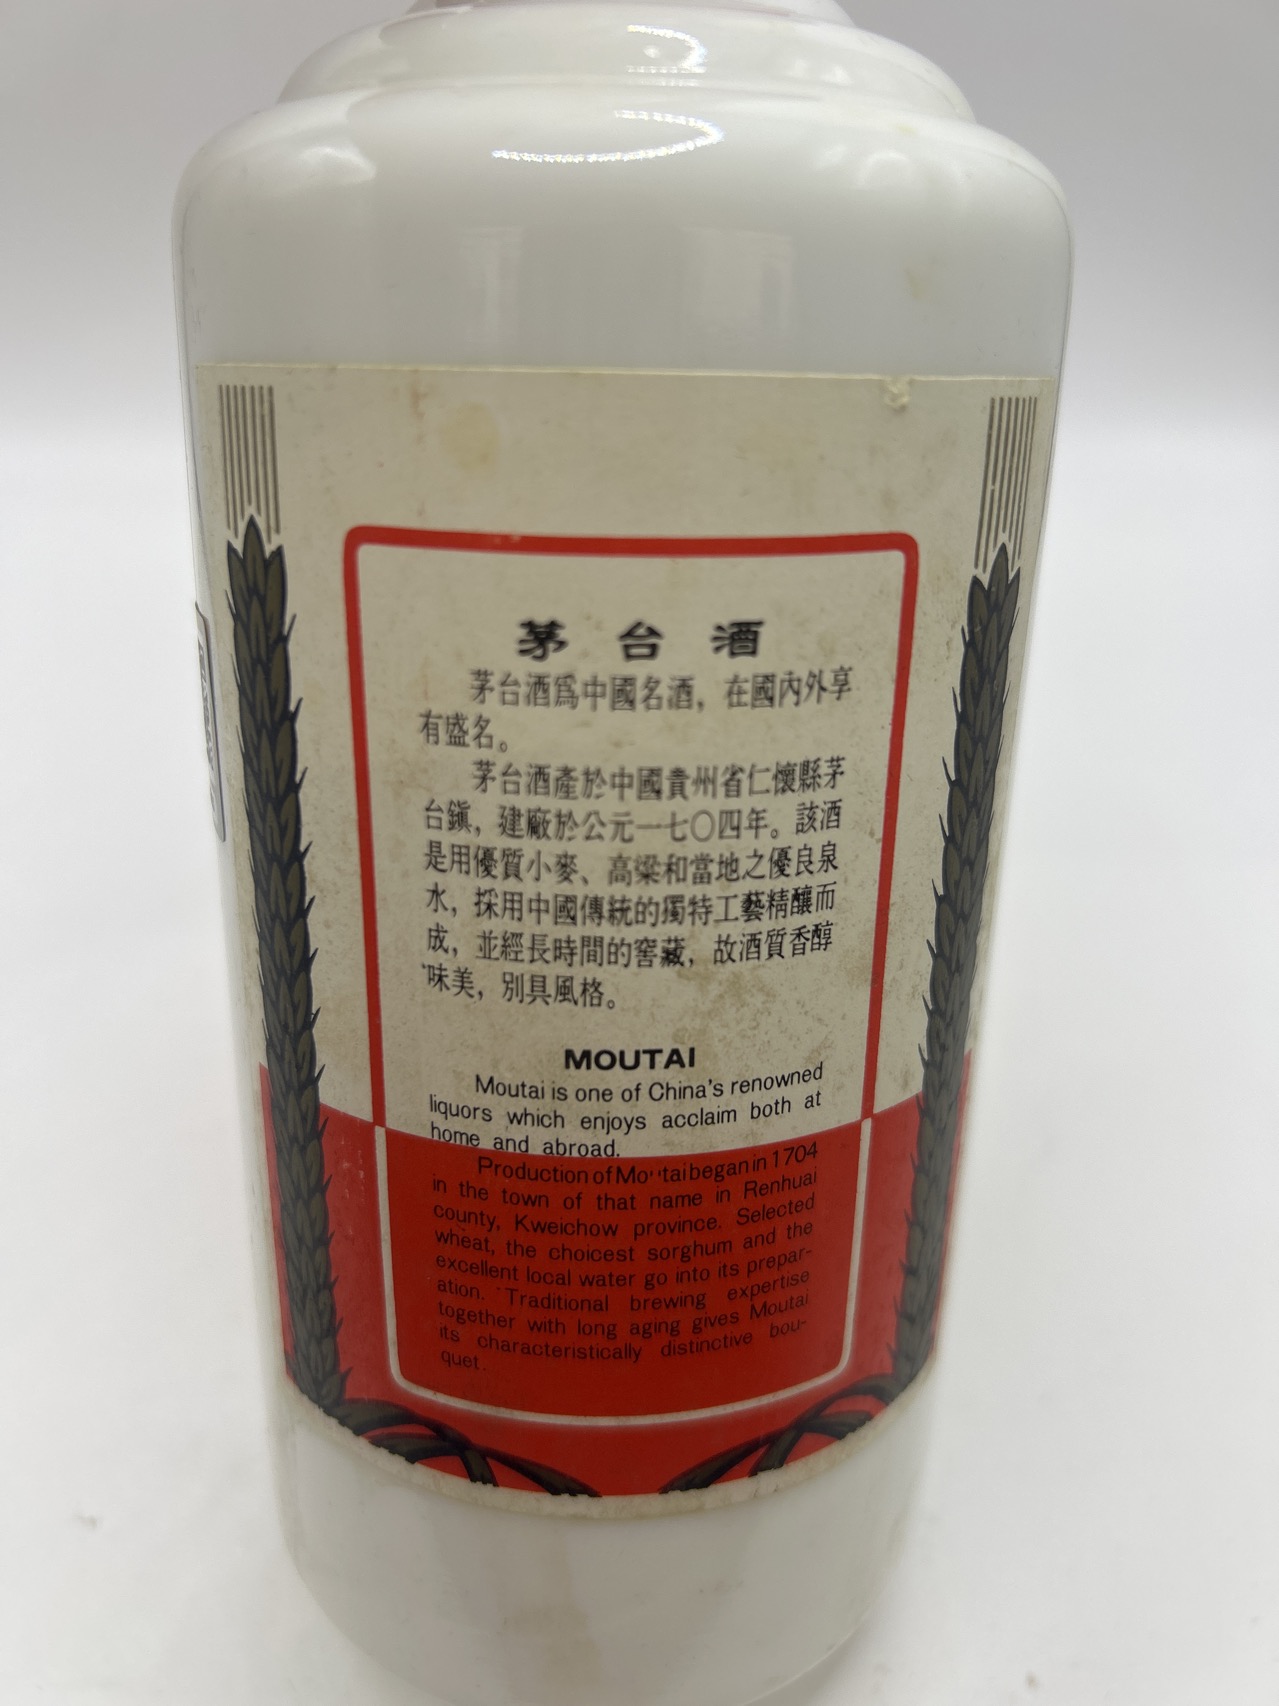 茅台酒
茅台酒爲中國名酒，在國內外享
有盛名。
茅台酒產於中國貴州省仁懷縣茅
台鎭，建廠於公元一七〇四年。該酒
是用優質小麥、高粱和當地之優良泉
水，採用中國傳統的獨特工藝精釀而
成，並經長時間的窖藏，故酒質香醇
味美，別具風格。
MOUTAI
Moutai is one of China's renowned
liquors which enjoys acclaim both at
home and abroad.
Production of Moutai began in 1704
in the town of that name in Renhuai
county, Kweichow province. Selected
wheat, the choicest sorghum and the
excellent local water go into its prepar-
ation. Traditional brewing expertise
together with long aging gives Moutai
its characteristically distinctive bou-
quet.